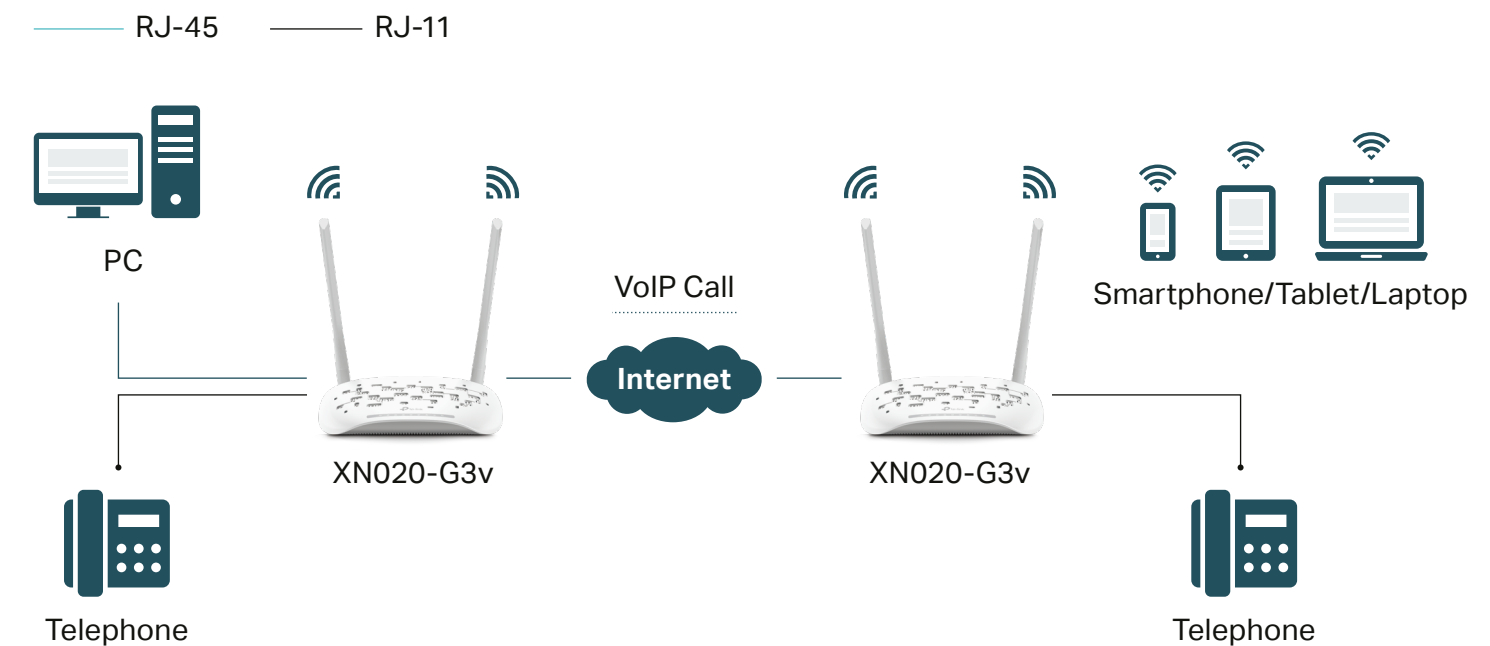 RJ-45
RJ-11
PC
VoIP Call
Internet
Smartphone/Tablet/Laptop
XN020-G3v
XN020-G3v
Telephone
Telephone